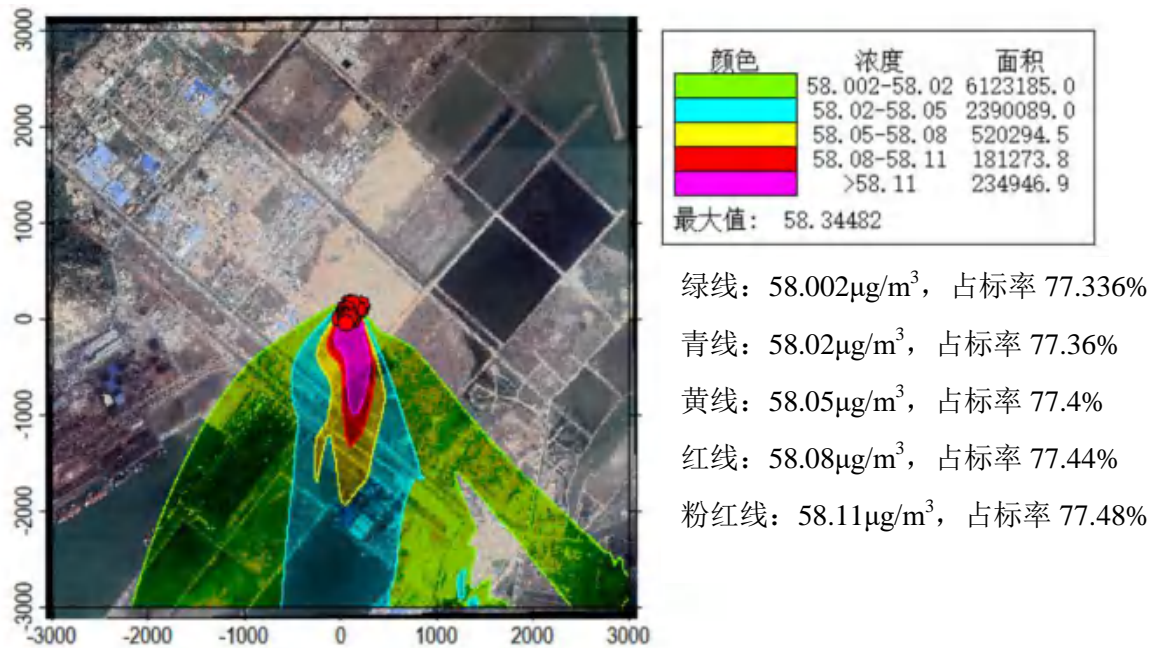 颜色 浓度 面积
58.002-58.02 6123185.0
58.02-58.05 2390089.0
58.05-58.08 520294.5
58.08-58.11 181273.8
>58.11 234946.9
最大值: 58.34482
绿线：58.002μg/m³，占标率 77.336%
青线：58.02μg/m³，占标率 77.36%
黄线：58.05μg/m³，占标率 77.4%
红线：58.08μg/m³，占标率 77.44%
粉红线：58.11μg/m³，占标率 77.48%
3000
2000
1000
0
-1000
-2000
-3000
-3000 -2000 -1000 0 1000 2000 3000